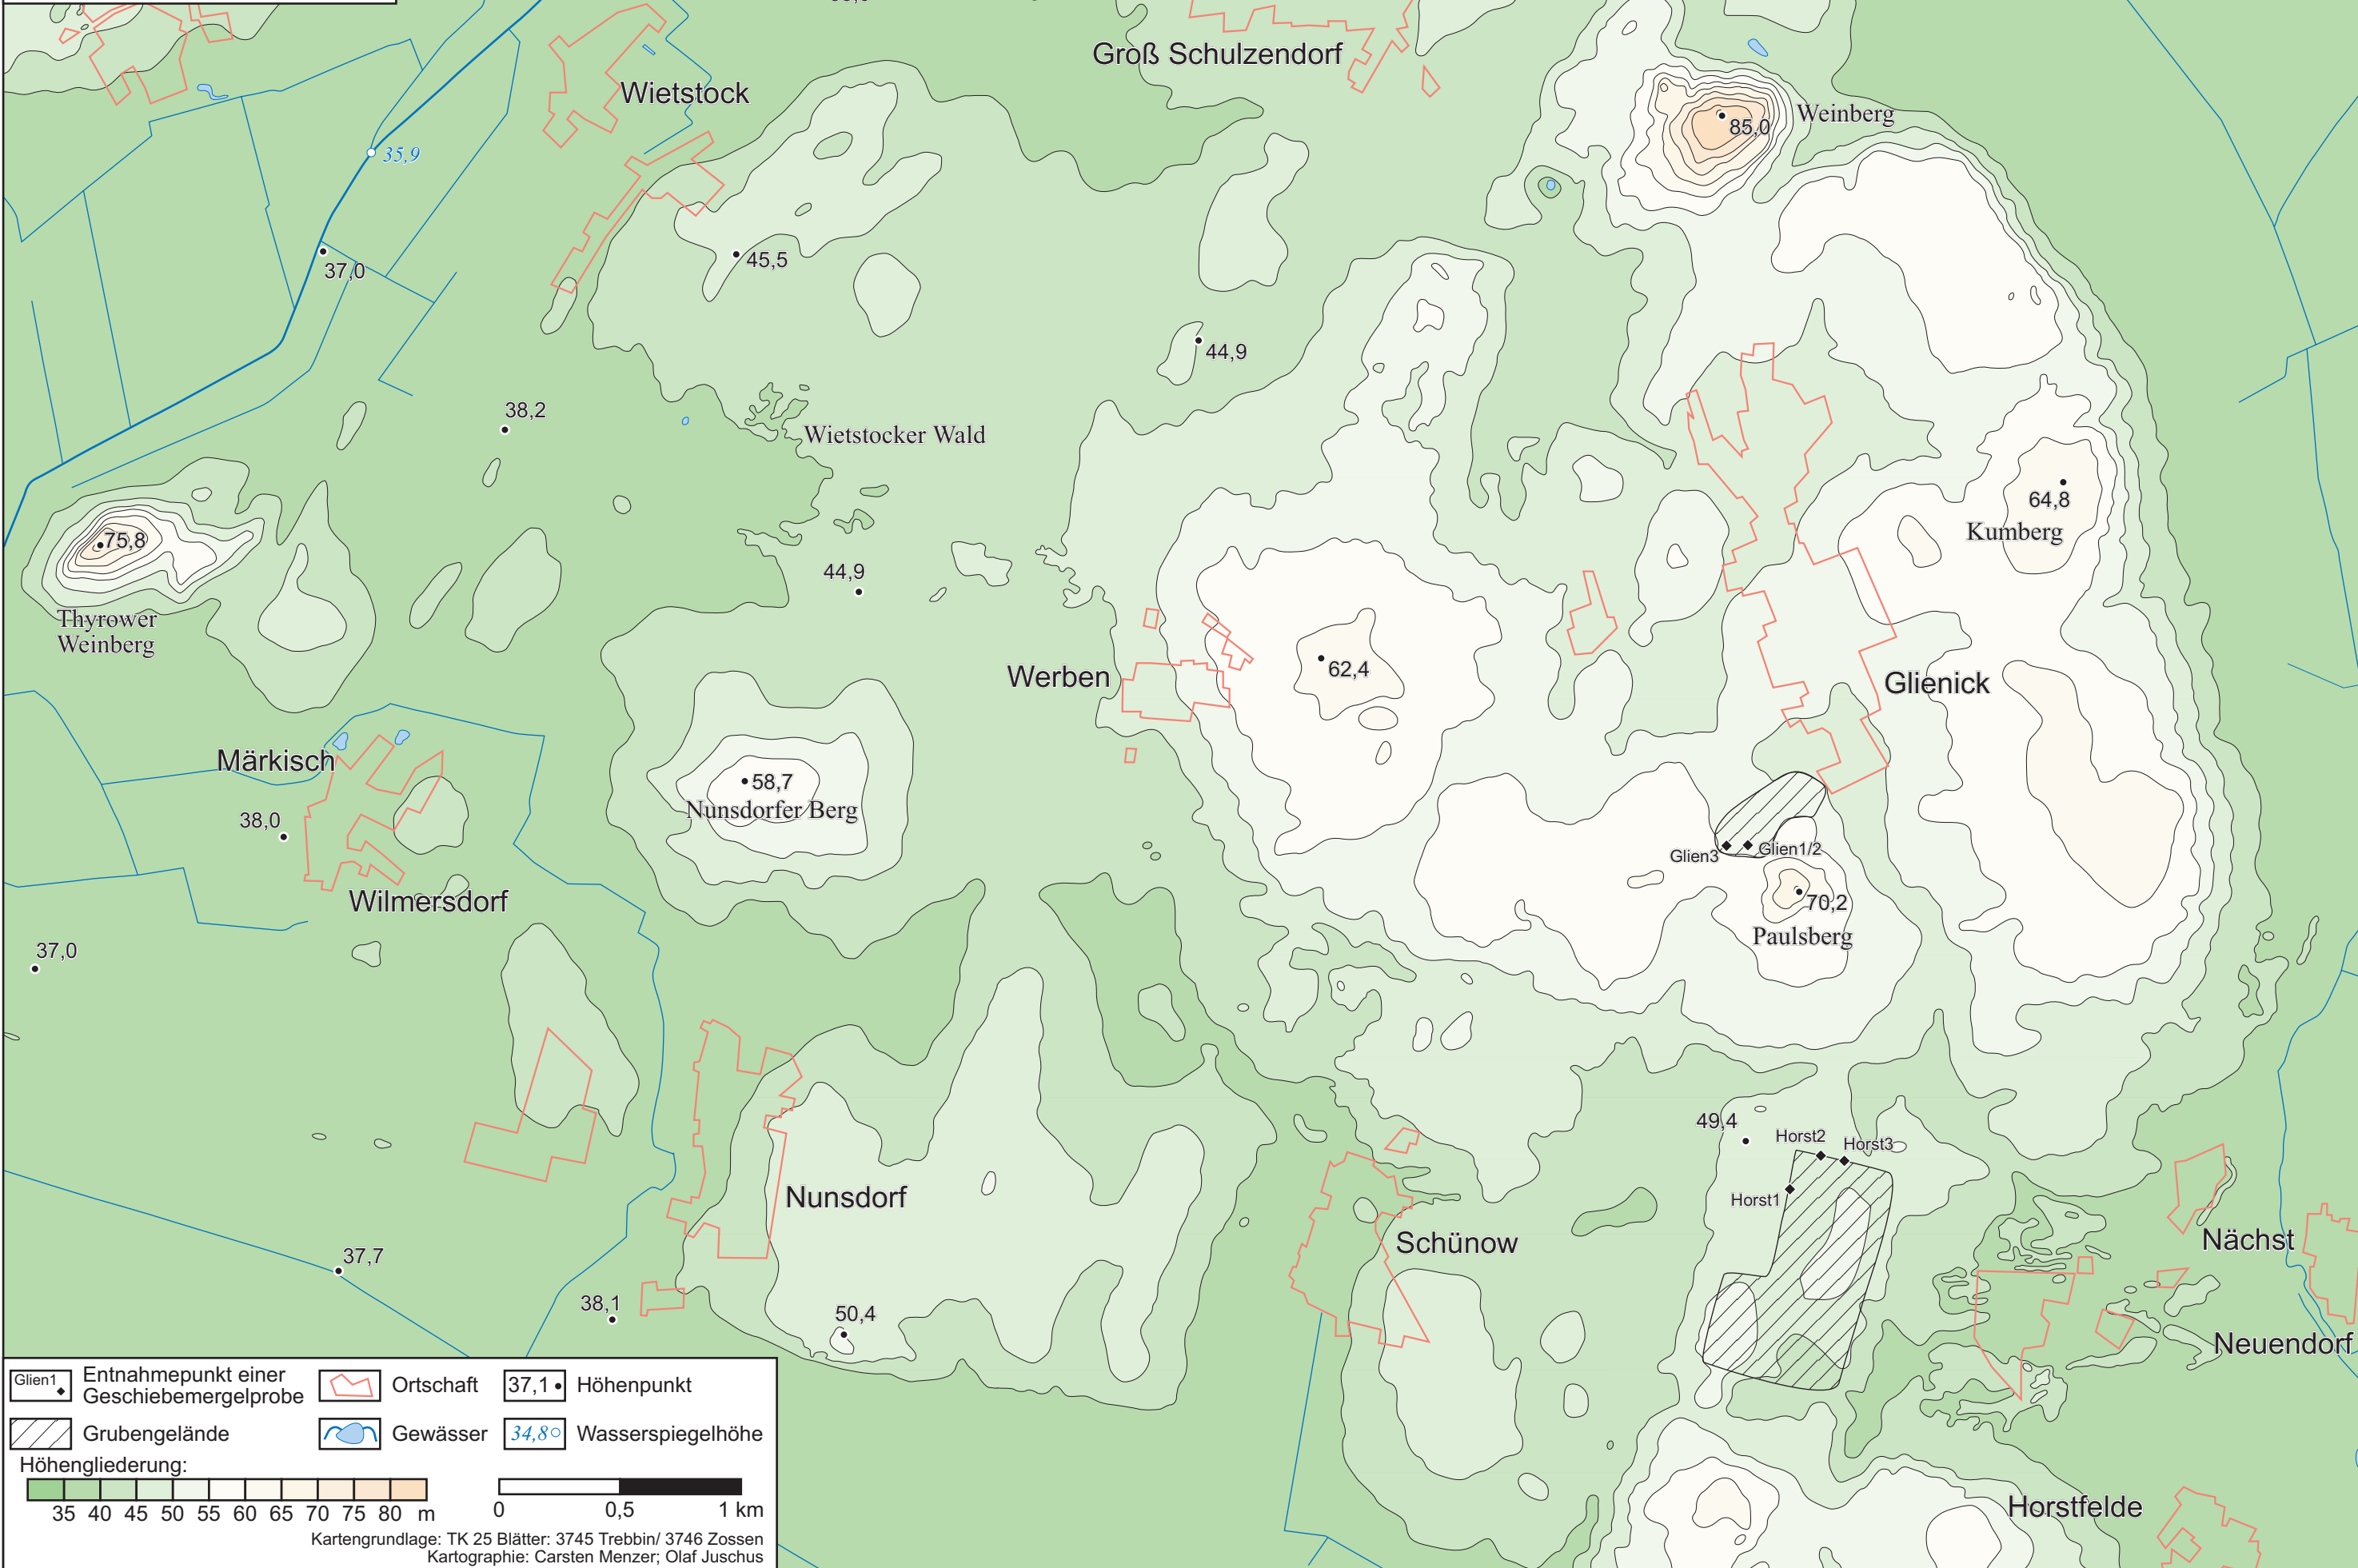 Groß Schulzendorf
Wietstock
85,0
Weinberg
35,9
45,5
37,0
44,9
38,2
Wietstocker Wald
64,8
Kumberg
75,8
44,9
Thyrower
Weinberg
Werben
62,4
Glienick
Märkisch
58,7
Nunsdorfer Berg
38,0
Glien3
Glien1/2
Wilmersdorf
70,2
Paulsberg
37,0
49,4
Horst2
Horst3
Horst1
Nunsdorf
Schünow
Nächst
37,7
38,1
50,4
Neuendorf
Horstfelde
Glien1
Entnahmepunkt einer
Geschiebemergelprobe
Ortschaft
37,1
Höhenpunkt
Grubengelände
Gewässer
34,8
Wasserspiegelhöhe
Höhengliederung:
35 40 45 50 55 60 65 70 75 80 m
0 0,5 1 km
Kartengrundlage: TK 25 Blätter: 3745 Trebbin/ 3746 Zossen
Kartographie: Carsten Menzer; Olaf Juschus